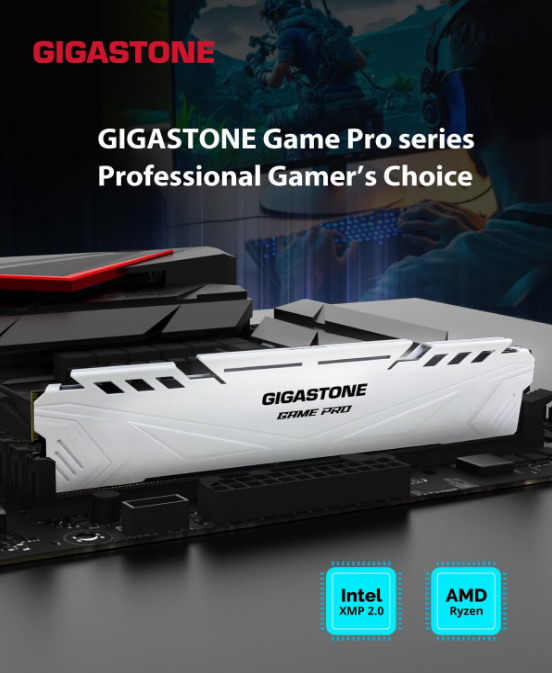 GIGASTONE
GIGASTONE Game Pro series
Professional Gamer's Choice
GIGASTONE
GAME PRO
Intel
XMP 2.0
AMD
Ryzen